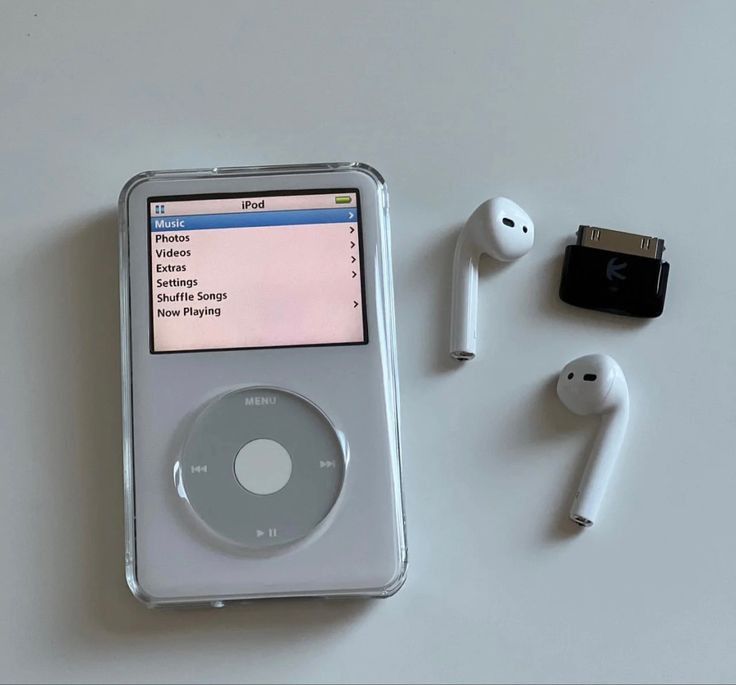 iPod
Music
Photos
Videos
Extras
Settings
Shuffle Songs
Now Playing
MENU